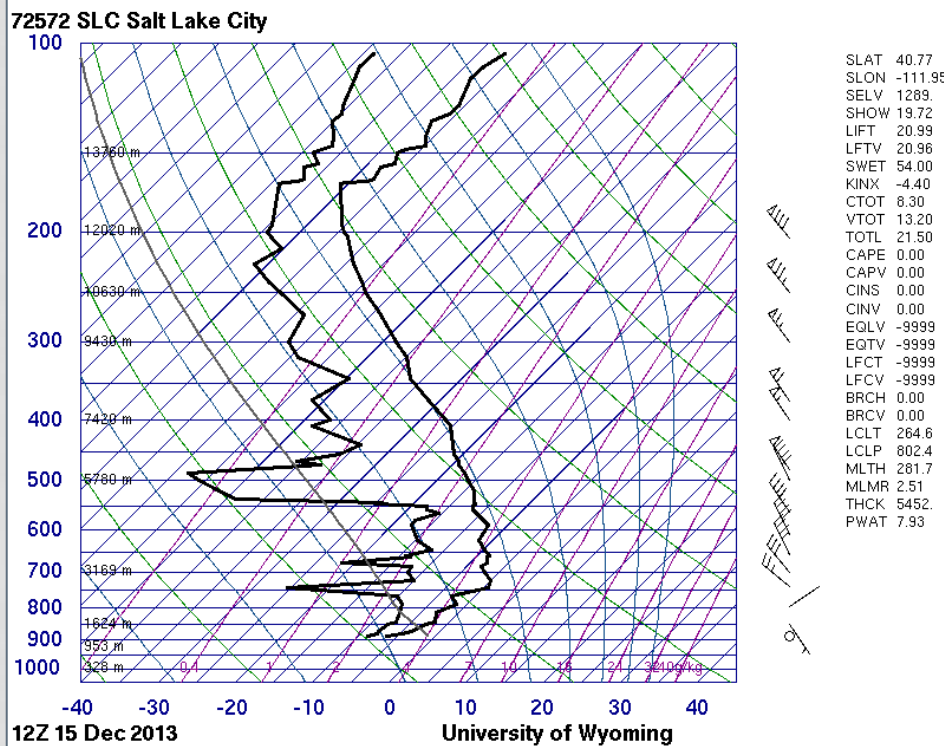 72572 SLC Salt Lake City
100
13760 m
200
12020 m
10630 m
300
9430 m
400
7420 m
500
5780 m
600
700
3169 m
800
1624 m
900
953 m
1000
328 m
0.1
1
2
4
7
10
16
21
32
40g/kg
-40
-30
-20
-10
0
10
20
30
40
12Z 15 Dec 2013
University of Wyoming
SLAT 40.77
SLON -111.95
SELV 1289.
SHOW 19.72
LIFT 20.99
LFTV 20.96
SWET 54.00
KINX -4.40
CTOT 8.30
VTOT 13.20
TOTL 21.50
CAPE 0.00
CAPV 0.00
CINS 0.00
CINV 0.00
EQLV -9999
EQTV -9999
LFCT -9999
LFCV -9999
BRCH 0.00
BRCV 0.00
LCLT 264.6
LCLP 802.4
MLTH 281.7
MLMR 2.51
THCK 5452.
PWAT 7.93